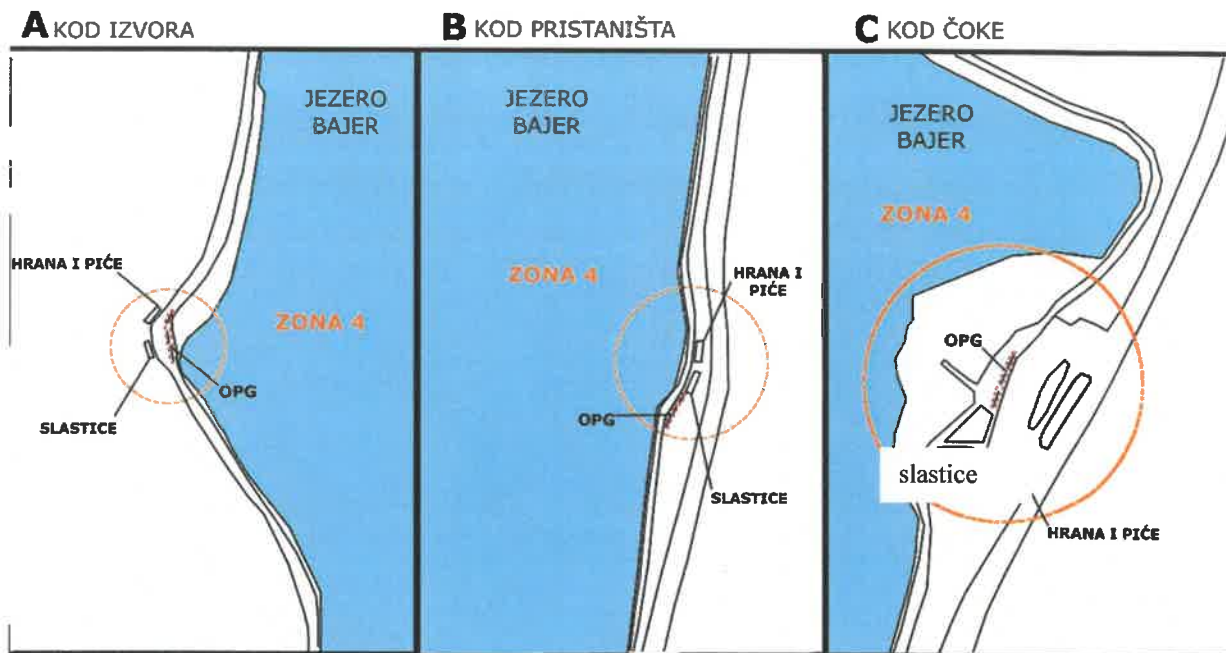 A KOD IZVORA
JEZERO
BAJER
HRANA I PIĆE
ZONA 4
OPG
SLASTICE
B KOD PRISTANIŠTA
JEZERO
BAJER
ZONA 4
HRANA I
PIĆE
OPG
SLASTICE
C KOD ČOKE
JEZERO
BAJER
ZONA 4
OPG
slastice
HRANA I PIĆE